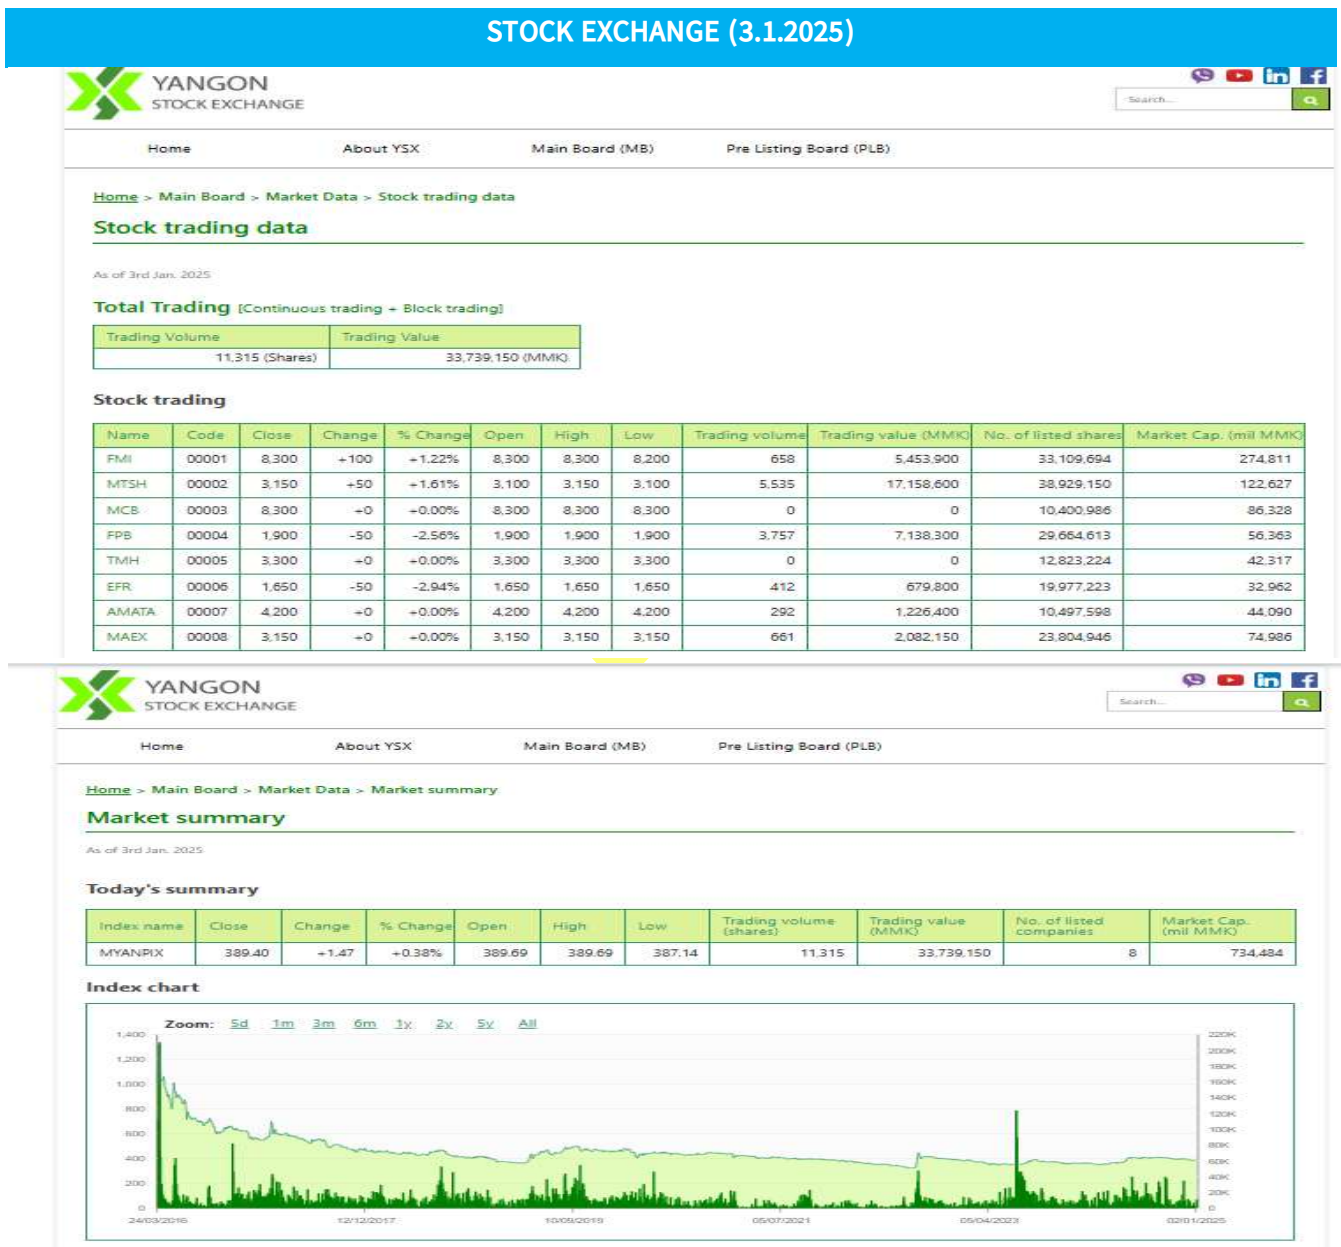 STOCK EXCHANGE (3.1.2025)
YANGON
STOCK EXCHANGE
Search...
Home About YSX Main Board (MB) Pre Listing Board (PLB)
Home > Main Board > Market Data > Stock trading data
Stock trading data
As of 3rd Jan. 2025
Total Trading [Continuous trading + Block trading]
Trading Volume Trading Value
11,315 (Shares) 33,739,150 (MMK)
Stock trading
Name Code Close Change % Change Open High Low Trading volume Trading value (MMK) No. of listed shares Market Cap. (mil MMK)
FMI 00001 8,300 +100 +1.22% 8,300 8,300 8,200 658 5,453,900 33,109,694 274,811
MTSH 00002 3,150 +50 +1.61% 3,100 3,150 3,100 5,535 17,158,600 38,929,150 122,627
MCB 00003 8,300 +0 +0.00% 8,300 8,300 8,300 0 0 10,400,986 86,328
FPB 00004 1,900 -50 -2.56% 1,900 1,900 1,900 3,757 7,138,300 29,664,613 56,363
TMH 00005 3,300 +0 +0.00% 3,300 3,300 3,300 0 0 12,823,224 42,317
EFR 00006 1,650 -50 -2.94% 1,650 1,650 1,650 412 679,800 19,977,223 32,962
AMATA 00007 4,200 +0 +0.00% 4,200 4,200 4,200 292 1,226,400 10,497,598 44,090
MAEX 00008 3,150 +0 +0.00% 3,150 3,150 3,150 661 2,082,150 23,804,946 74,986
YANGON
STOCK EXCHANGE
Search...
Home About YSX Main Board (MB) Pre Listing Board (PLB)
Home > Main Board > Market Data > Market summary
Market summary
As of 3rd Jan. 2025
Today's summary
Index name Close Change % Change Open High Low Trading volume (shares) Trading value (MMK) No. of listed companies Market Cap. (mil MMK)
MYANPIX 389.40 +1.47 +0.38% 389.69 389.69 387.14 11,315 33,739,150 8 734,484
Index chart
Zoom: 5d 1m 3m 6m 1y 2y 5y All
1,400 220K
1,200 200K
180K
1,000 160K
140K
800 120K
600 100K
80K
400 60K
40K
200 20K
0 0
24/03/2016 12/12/2017 10/09/2019 05/07/2021 05/04/2023 02/01/2025